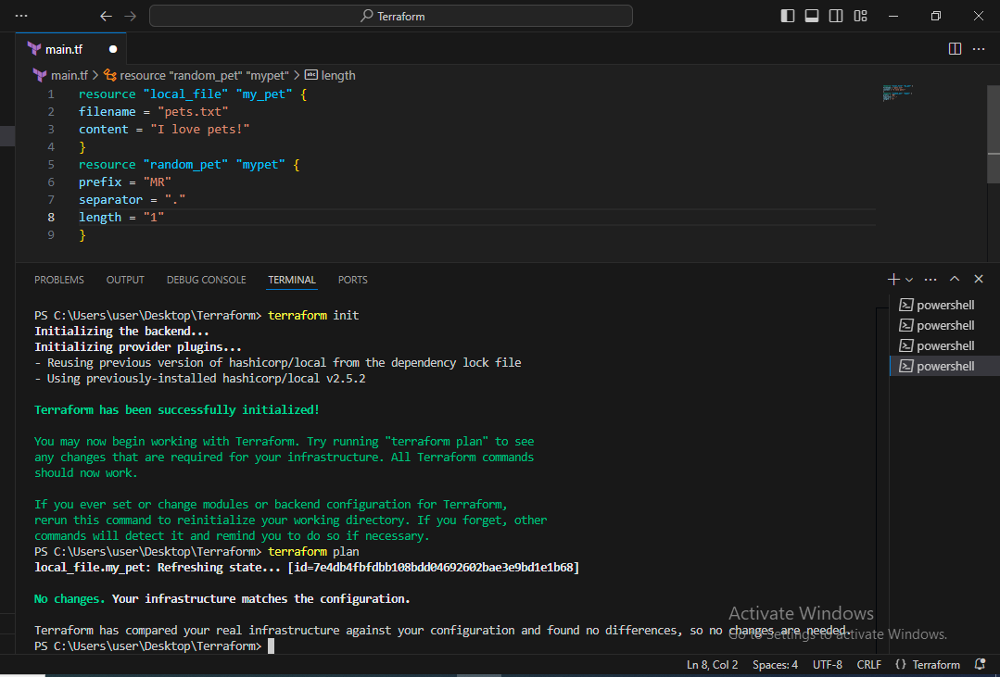 Terraform
main.tf
main.tf > resource "random_pet" "mypet" > length
1 resource "local_file" "my_pet" {
2 filename = "pets.txt"
3 content = "I love pets!"
4 }
5 resource "random_pet" "mypet" {
6 prefix = "MR"
7 separator = "."
8 length = "1"
9 }
PROBLEMS OUTPUT DEBUG CONSOLE TERMINAL PORTS
PS C:\Users\user\Desktop\Terraform> terraform init
Initializing the backend...
Initializing provider plugins...
- Reusing previous version of hashicorp/local from the dependency lock file
- Using previously-installed hashicorp/local v2.5.2
Terraform has been successfully initialized!
You may now begin working with Terraform. Try running "terraform plan" to see
any changes that are required for your infrastructure. All Terraform commands
should now work.
If you ever set or change modules or backend configuration for Terraform,
rerun this command to reinitialize your working directory. If you forget, other
commands will detect it and remind you to do so if necessary.
PS C:\Users\user\Desktop\Terraform> terraform plan
local_file.my_pet: Refreshing state... [id=7e4db4fbfdbb108bdd04692602bae3e9bd1e1b68]
No changes. Your infrastructure matches the configuration.
Terraform has compared your real infrastructure against your configuration and found no differences, so no changes are needed.
PS C:\Users\user\Desktop\Terraform>
powershell
powershell
powershell
powershell
Activate Windows
Go to Settings to activate Windows.
Ln 8, Col 2 Spaces: 4 UTF-8 CRLF {} Terraform